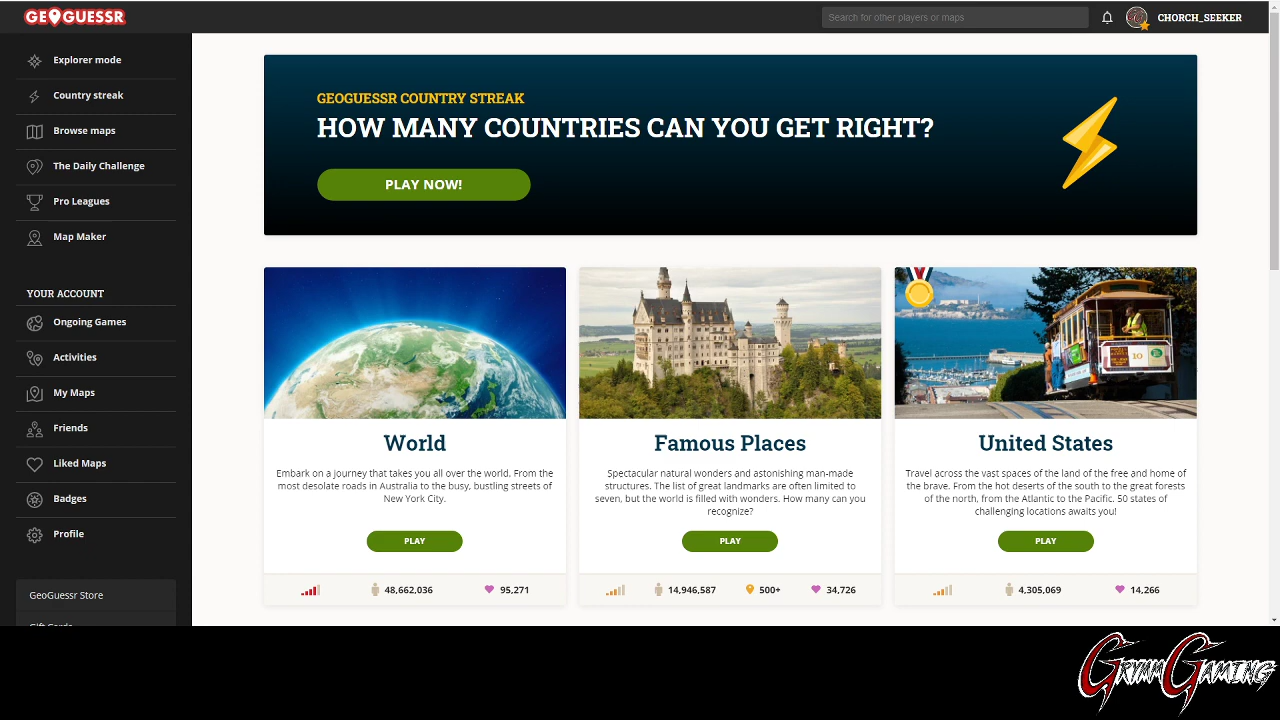 GEOGUESSR
Search for other players or maps
CHORCH_SEEKER
Explorer mode
Country streak
Browse maps
The Daily Challenge
Pro Leagues
Map Maker
YOUR ACCOUNT
Ongoing Games
Activities
My Maps
Friends
Liked Maps
Badges
Profile
GeoGuessr Store
Gift Cards
GEOGUESSR COUNTRY STREAK
HOW MANY COUNTRIES CAN YOU GET RIGHT?
PLAY NOW!
World
Embark on a journey that takes you all over the world. From the
most desolate roads in Australia to the busy, bustling streets of
New York City.
PLAY
48,662,036
95,271
Famous Places
Spectacular natural wonders and astonishing man-made
structures. The list of great landmarks are often limited to
seven, but the world is filled with wonders. How many can you
recognize?
PLAY
14,946,587
500+
34,726
10
United States
Travel across the vast spaces of the land of the free and home of
the brave. From the hot deserts of the south to the great forests
of the north, from the Atlantic to the Pacific. 50 states of
challenging locations awaits you!
PLAY
4,305,069
14,266
GRIMMGAMING